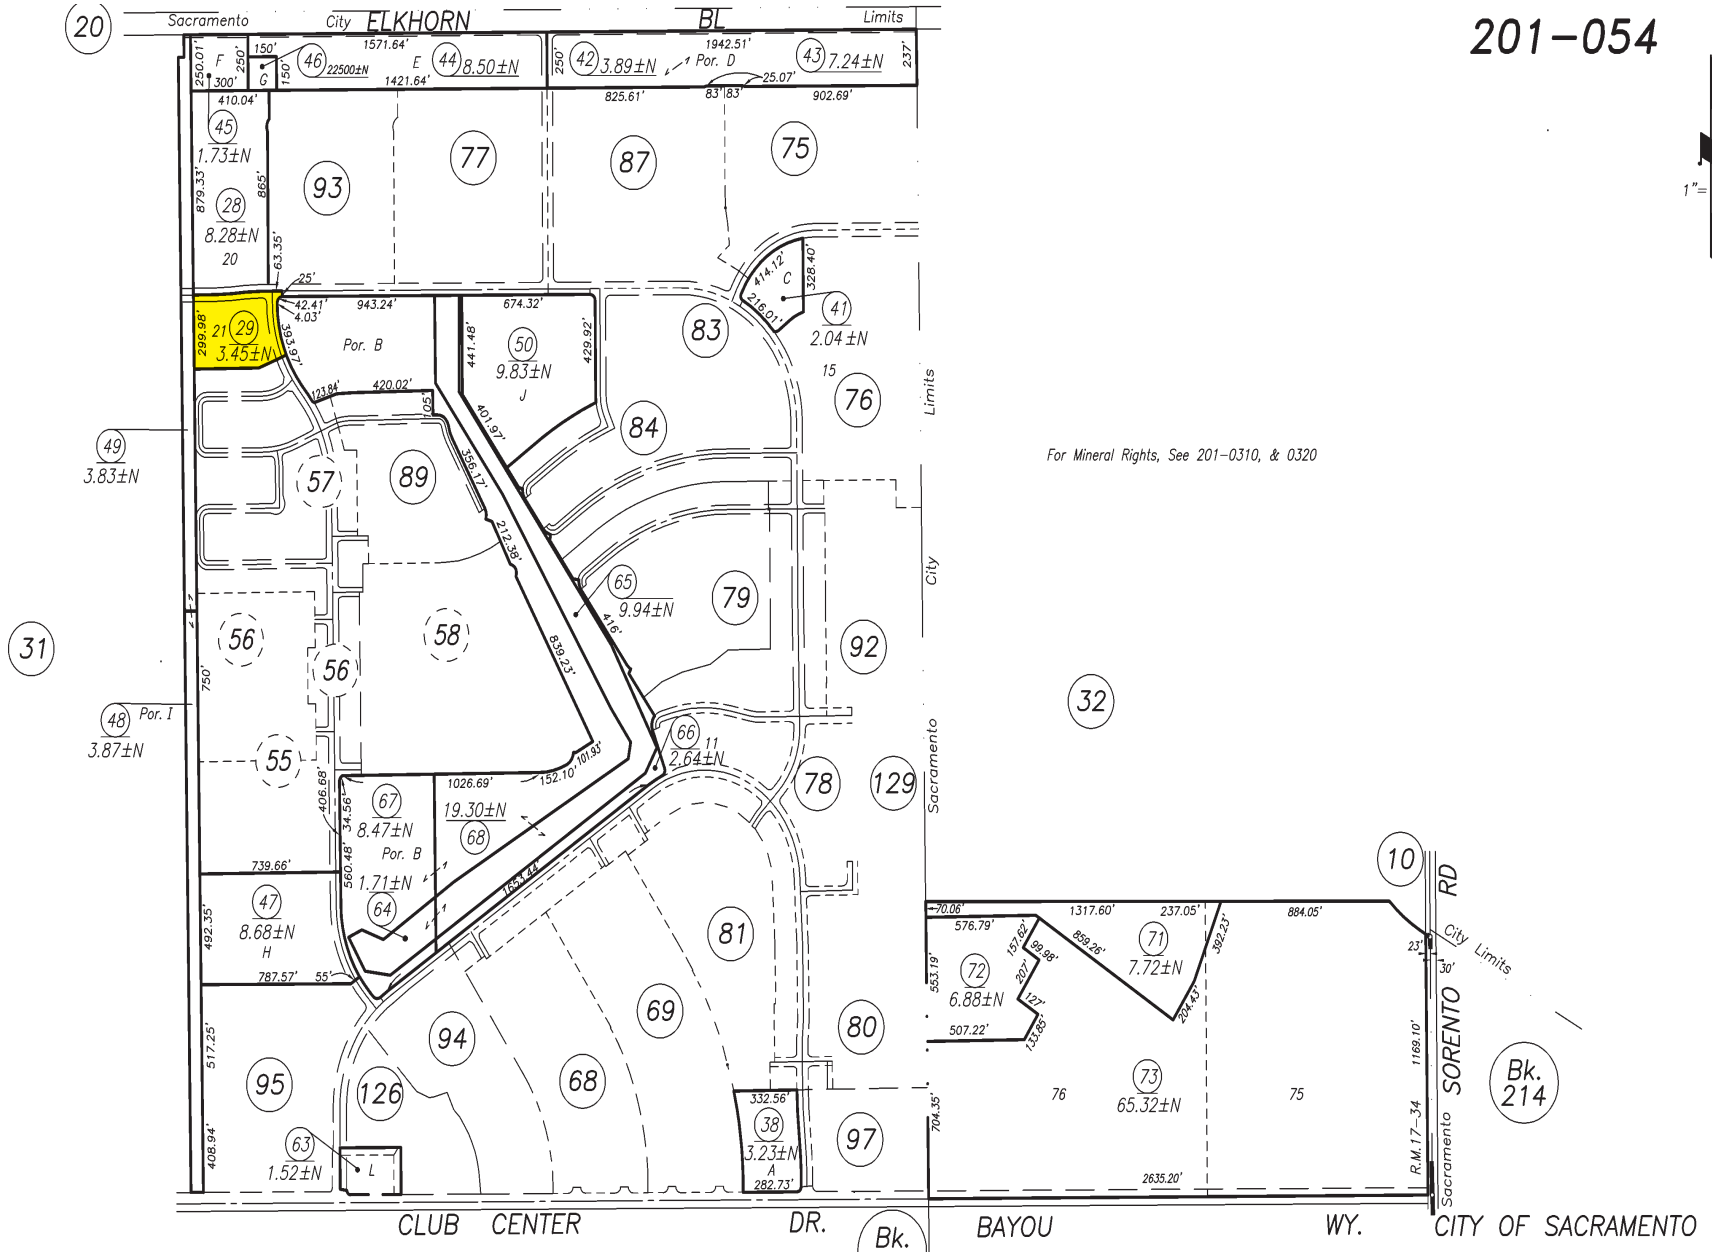 20
Sacramento City ELKHORN BL Limits
201-054
250.01' F 250' 150' 46 22500±N 1571.64' E 44 8.50±N 250' 42 3.89±N 1942.51' Por. D 43 7.24±N 237'
300' G 150' 1421.64' 25.07'
410.04' 825.61' 83' 83' 902.69'
45
1.73±N
93 77 87 75
1"=
879.33' 865'
28
8.28±N
20
63.35'
25'
414.12' C 328.40'
216.01'
41
2.04±N
299.98' 21 29
3.45±N
42.41' 943.24' 674.32'
4.03'
393.97' Por. B 441.48' 50 429.92' 83
9.83±N
J
15
76
Limits
123.84' 420.02' 105'
401.97'
84
49
3.83±N
57 89 356.17'
For Mineral Rights, See 201-0310, & 0320
212.38'
City
65
9.94±N
79
416'
31 56 56 58 839.23' 92
750'
32
48 Por. I
3.87±N
55
66 11
2.64±N
Sacramento
101.93'
152.10'
1026.69'
406.68' 34.56' 67
8.47±N
19.30±N
68
78 129
Por. B
560.48'
1.71±N
64
1653.44'
739.66'
10
RD
47
8.68±N
H
492.35'
787.57' 55'
81
70.06' 1317.60' 237.05' 884.05'
576.79' 157.62' 99.98' 859.26' 71
7.72±N
392.23'
City Limits
23'
30'
553.19' 72
6.88±N
207'
127'
204.43'
507.22' 133.85'
69
94
80
517.25'
1169.10'
SORENTO
95 126 68
332.56'
704.35'
76 73
65.32±N
75
Bk.
214
38
3.23±N
A
282.73'
97
408.94' 63
1.52±N
L
R.M.17-34
Sacramento
2635.20'
CLUB CENTER DR. BAYOU WY. CITY OF SACRAMENTO
Bk.